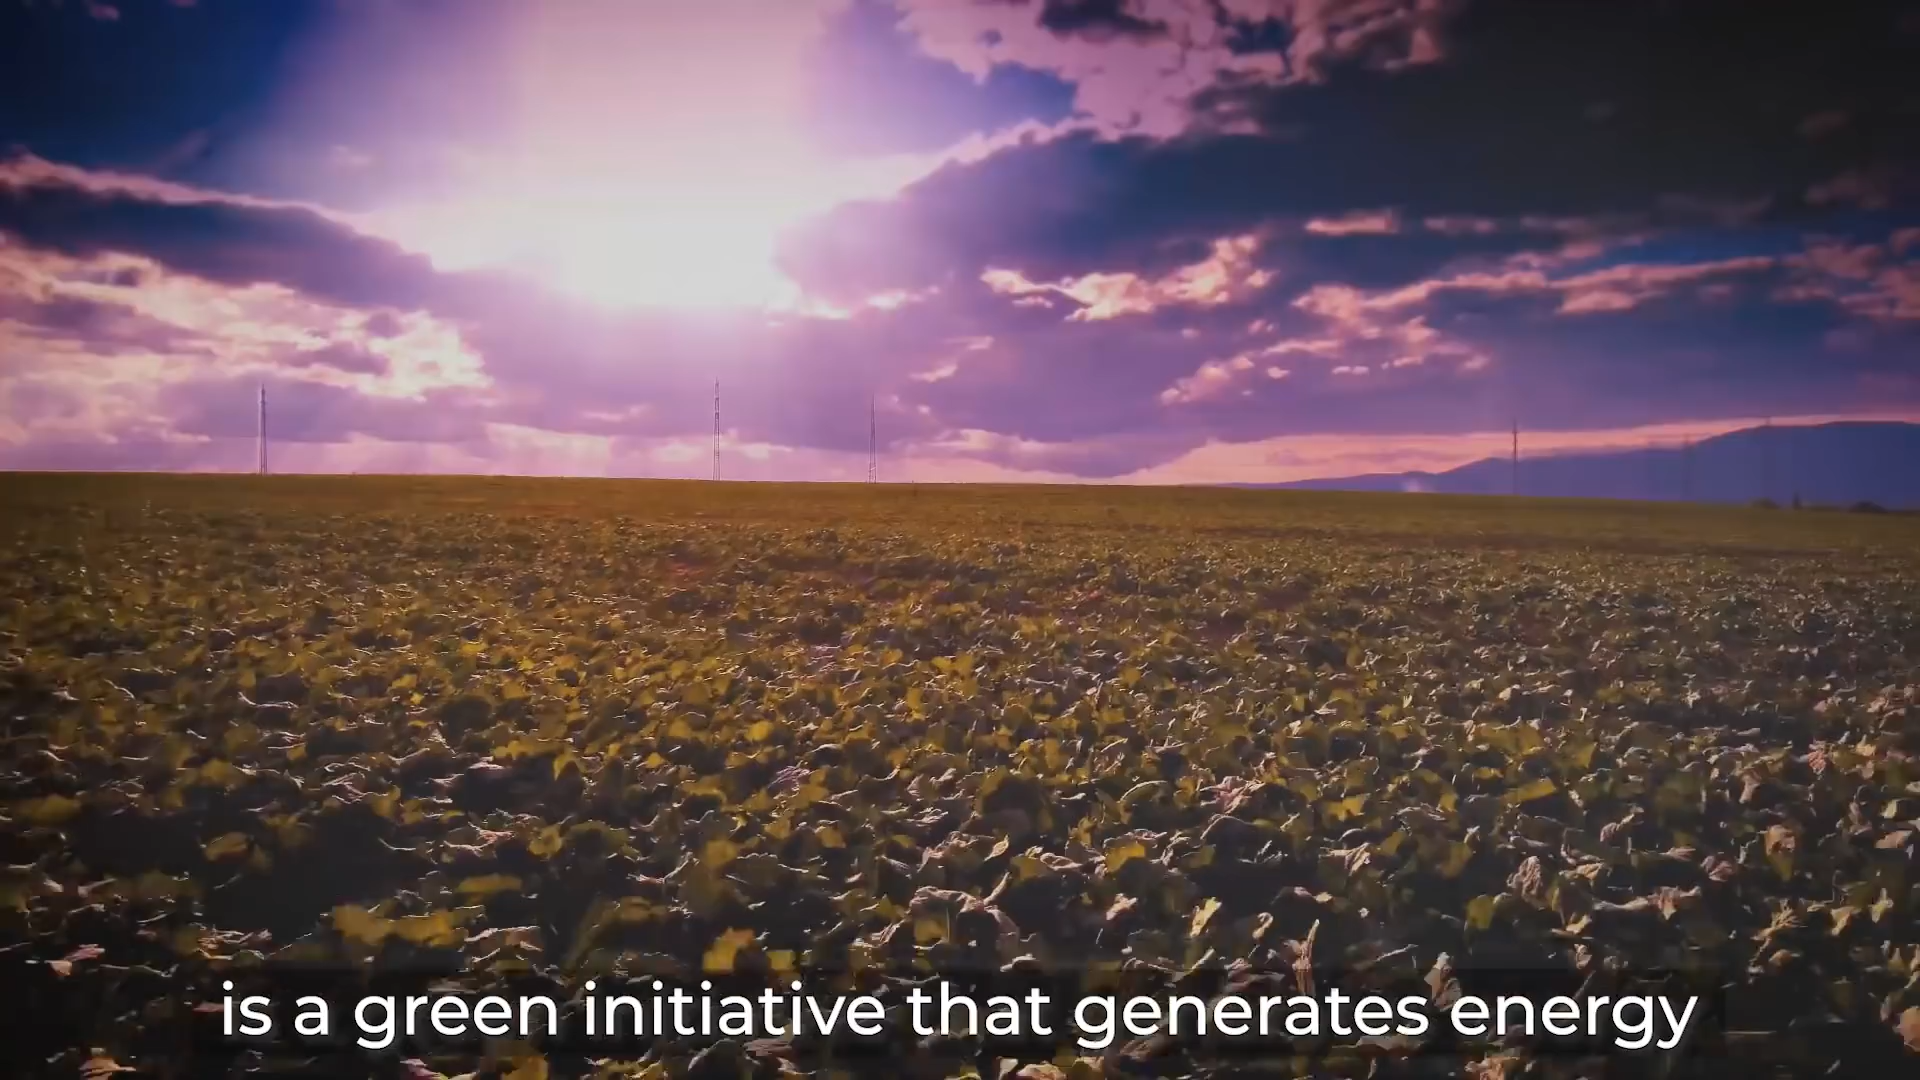 is a green initiative that generates energy